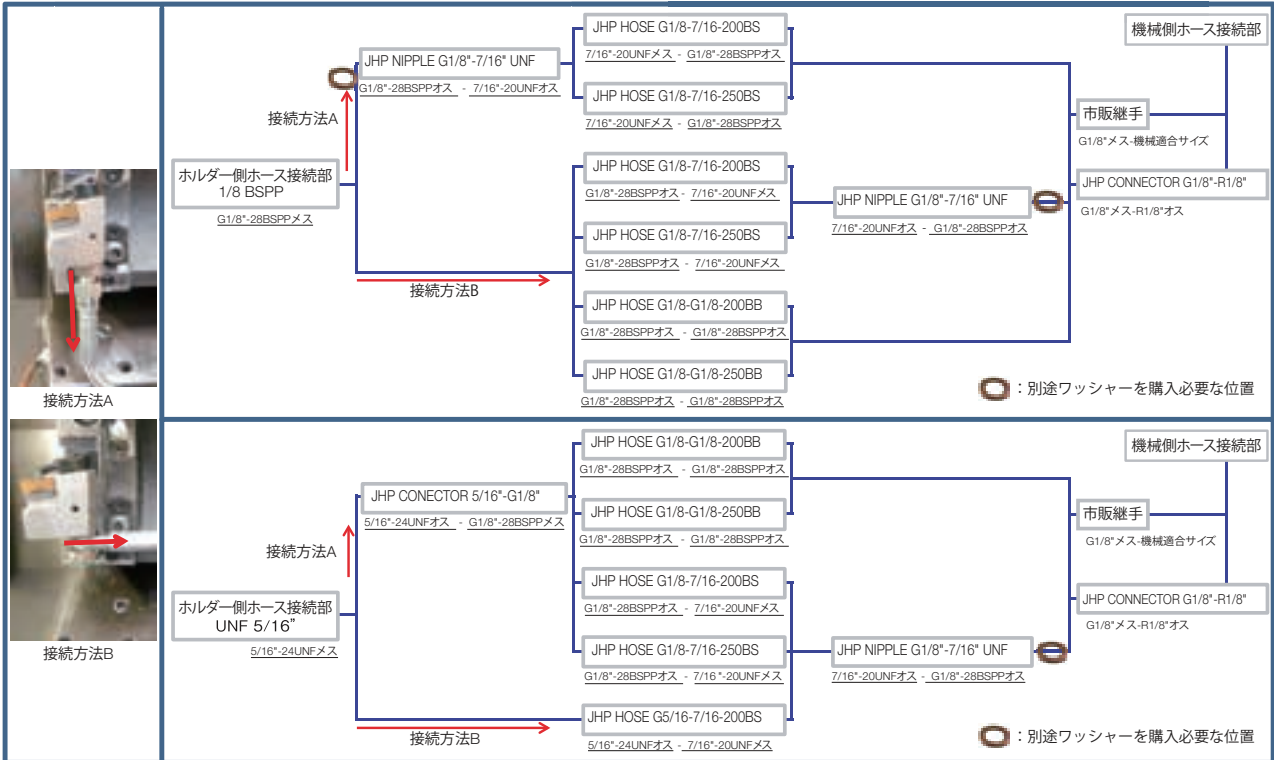 接続方法A
接続方法B
ホルダー側ホース接続部
1/8 BSPP
G1/8"-28BSPPメス
接続方法A
JHP NIPPLE G1/8"-7/16" UNF
G1/8"-28BSPPオス - 7/16"-20UNFオス
接続方法B
JHP HOSE G1/8-7/16-200BS
7/16"-20UNFメス - G1/8"-28BSPPオス
JHP HOSE G1/8-7/16-250BS
7/16"-20UNFメス - G1/8"-28BSPPオス
JHP HOSE G1/8-7/16-200BS
G1/8"-28BSPPオス - 7/16"-20UNFメス
JHP HOSE G1/8-7/16-250BS
G1/8"-28BSPPオス - 7/16"-20UNFメス
JHP HOSE G1/8-G1/8-200BB
G1/8"-28BSPPオス - G1/8"-28BSPPオス
JHP HOSE G1/8-G1/8-250BB
G1/8"-28BSPPオス - G1/8"-28BSPPオス
JHP NIPPLE G1/8"-7/16" UNF
7/16"-20UNFオス - G1/8"-28BSPPオス
機械側ホース接続部
市販継手
G1/8"メス-機械適合サイズ
JHP CONNECTOR G1/8"-R1/8"
G1/8"メス-R1/8"オス
：別途ワッシャーを購入必要な位置
ホルダー側ホース接続部
UNF 5/16”
5/16"-24UNFメス
接続方法A
JHP CONECTOR 5/16"-G1/8"
5/16"-24UNFオス - G1/8"-28BSPPメス
接続方法B
JHP HOSE G1/8-G1/8-200BB
G1/8"-28BSPPオス - G1/8"-28BSPPオス
JHP HOSE G1/8-G1/8-250BB
G1/8"-28BSPPオス - G1/8"-28BSPPオス
JHP HOSE G1/8-7/16-200BS
G1/8"-28BSPPオス - 7/16"-20UNFメス
JHP HOSE G1/8-7/16-250BS
G1/8"-28BSPPオス - 7/16"-20UNFメス
JHP HOSE G5/16-7/16-200BS
5/16"-24UNFオス - 7/16"-20UNFメス
JHP NIPPLE G1/8"-7/16" UNF
7/16"-20UNFオス - G1/8"-28BSPPオス
機械側ホース接続部
市販継手
G1/8"メス-機械適合サイズ
JHP CONNECTOR G1/8"-R1/8"
G1/8"メス-R1/8"オス
：別途ワッシャーを購入必要な位置